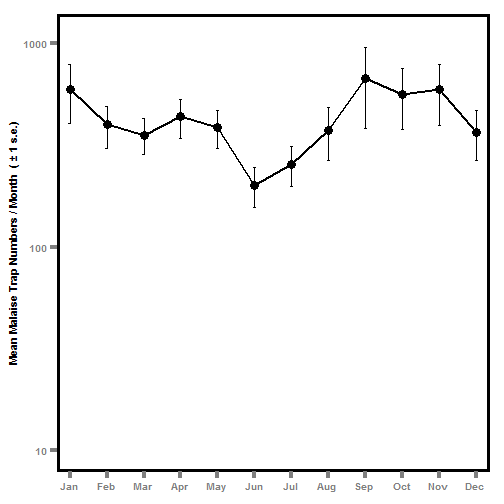 Mean Malaise Trap Numbers / Month ( ± 1 s.e.)
1000
100
10
Jan Feb Mar Apr May Jun Jul Aug Sep Oct Nov Dec